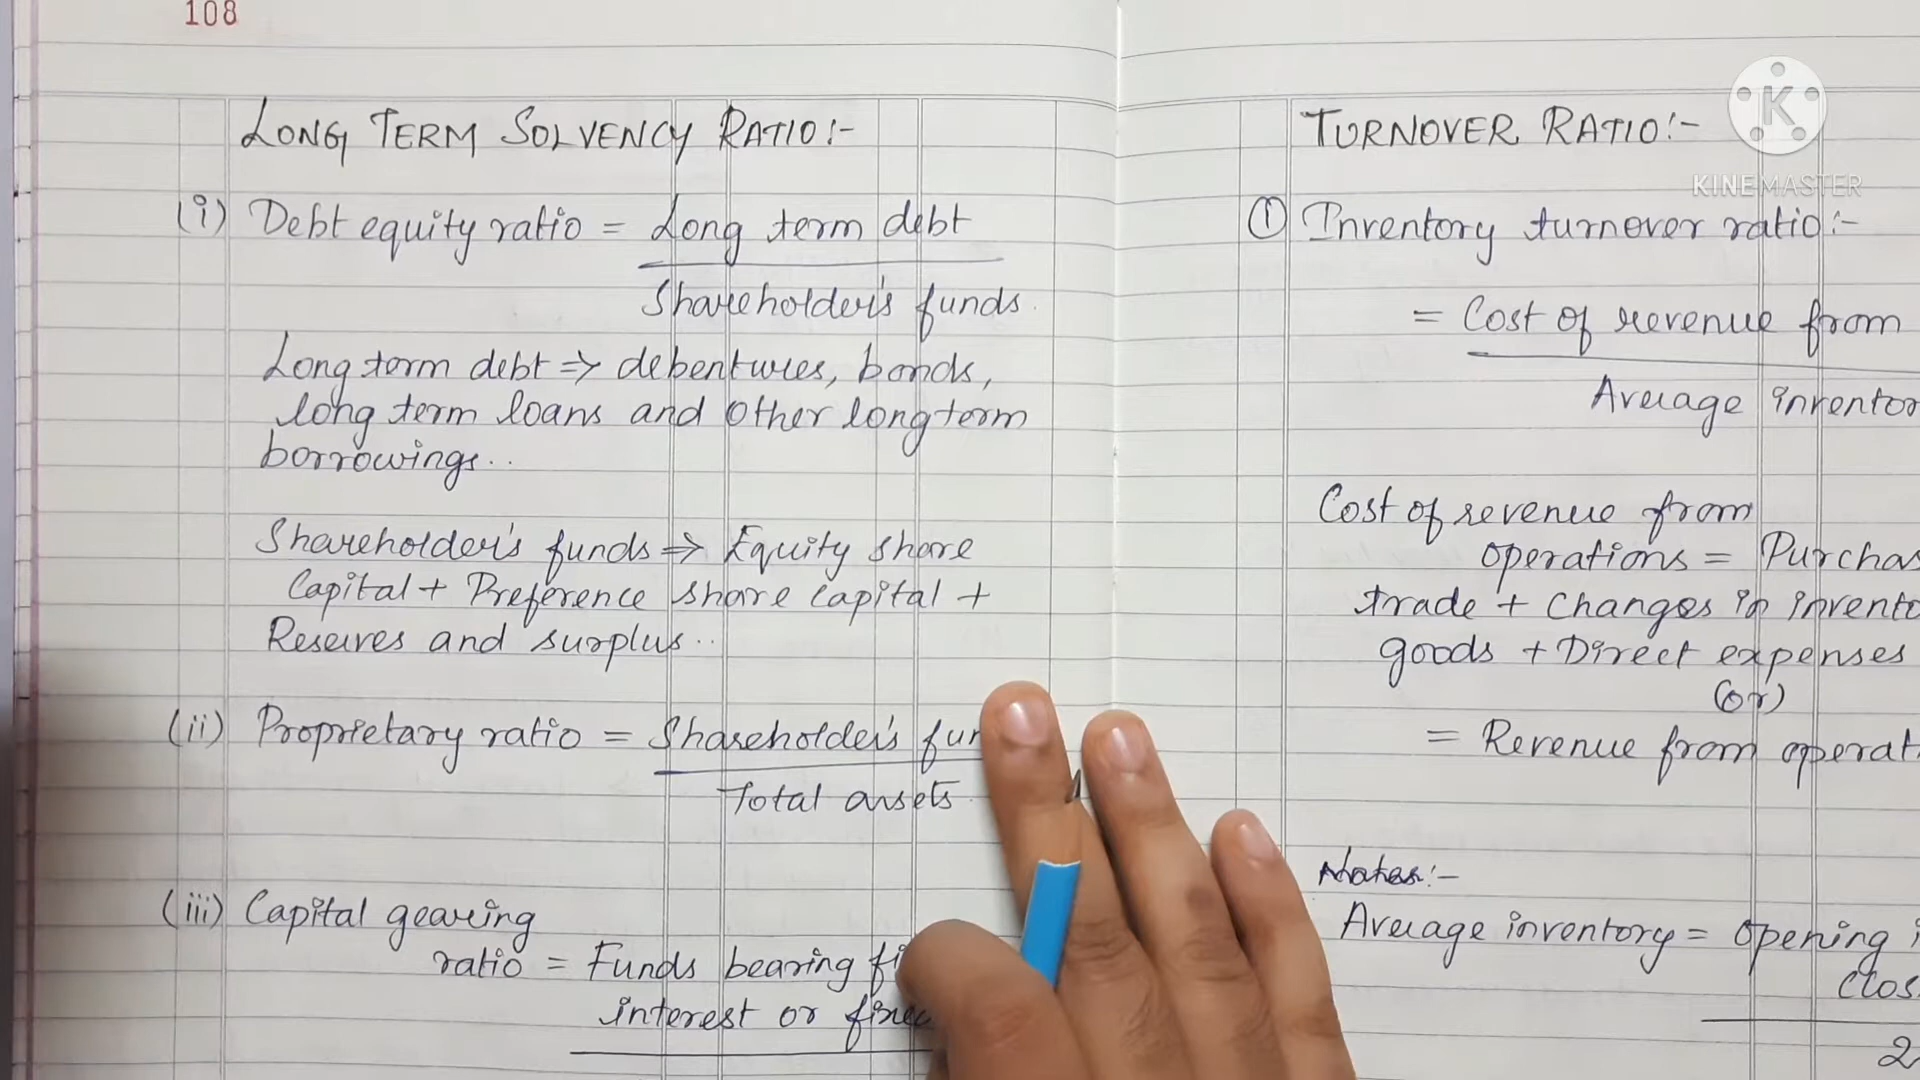 108
LONG TERM SOLVENCY RATIO:-
(i) Debt equity ratio = Long term debt
Shareholder's funds.
Long term debt => debentures, bonds,
long term loans and other long term
borrowings..
Shareholder's funds => Equity share
Capital + Preference share capital +
Reserves and surplus..
(ii) Proprietary ratio = Shareholder's fun
Total assets
(iii) Capital gearing
ratio = Funds bearing fi
interest or fixed
TURNOVER RATIO:-
① Inventory turnover ratio:-
= Cost of revenue from
Average inventor
Cost of revenue from
operations = Purchas
trade + changes in invento
goods + Direct expenses
(or)
= Revenue from operat
Notes:-
Average inventory = Opening i
Clos
2
K
KINEMASTER